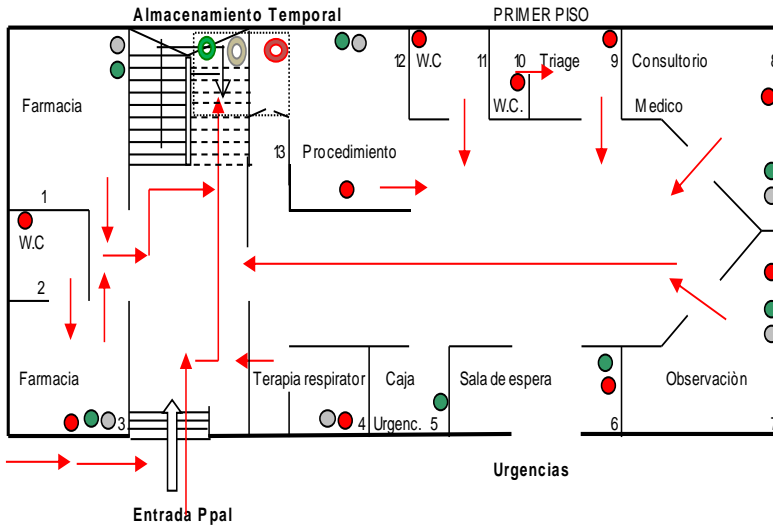 Almacenamiento Temporal
PRIMER PISO
12 W.C
11
10 Triage
9
Consultorio
8
Medico
W.C.
Farmacia
13 Procedimiento
1
W.C
2
Farmacia
3
Terapia respirator
4
Caja
Urgenc. 5
Sala de espera
6
Observaciòn
7
Urgencias
Entrada Ppal